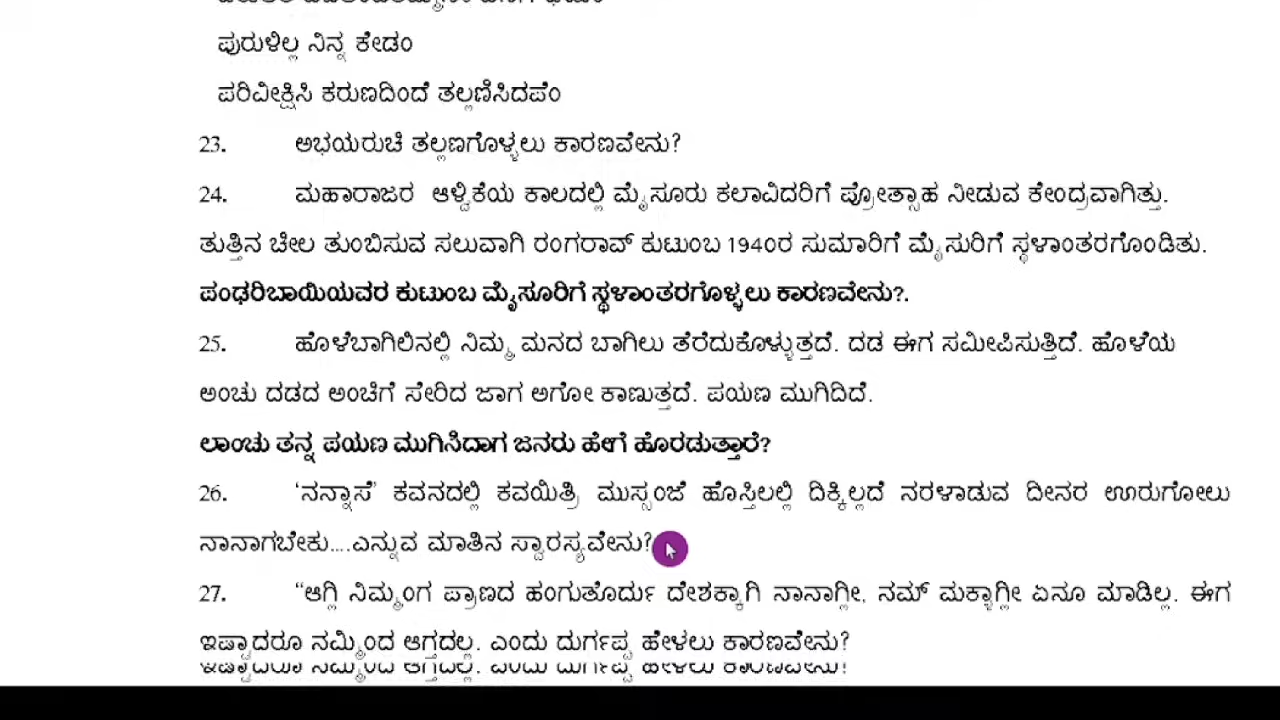 ಪುರುಳಿಲ್ಲ ನಿನ್ನ ಕೇಡಂ
ಪರಿವೀಕ್ಷಿಸಿ ಕರುಣದಿಂದೆ ತಲ್ಲಣಿಸಿದಪೆಂ
23. ಅಭಯರುಚಿ ತಲ್ಲಣಗೊಳ್ಳಲು ಕಾರಣವೇನು?
24. ಮಹಾರಾಜರ ಆಳ್ವಿಕೆಯ ಕಾಲದಲ್ಲಿ ಮೈಸೂರು ಕಲಾವಿದರಿಗೆ ಪ್ರೋತ್ಸಾಹ ನೀಡುವ ಕೇಂದ್ರವಾಗಿತ್ತು.
ತುತ್ತಿನ ಚೀಲ ತುಂಬಿಸುವ ಸಲುವಾಗಿ ರಂಗರಾವ್ ಕುಟುಂಬ 1940ರ ಸುಮಾರಿಗೆ ಮೈಸುರಿಗೆ ಸ್ಥಳಾಂತರಗೊಂಡಿತು.
ಪಂಢರಿಬಾಯಿಯವರ ಕುಟುಂಬ ಮೈಸೂರಿಗೆ ಸ್ಥಳಾಂತರಗೊಳ್ಳಲು ಕಾರಣವೇನು?.
25. ಹೊಳೆಬಾಗಿಲಿನಲ್ಲಿ ನಿಮ್ಮ ಮನದ ಬಾಗಿಲು ತೆರೆದುಕೊಳ್ಳುತ್ತದೆ. ದಡ ಈಗ ಸಮೀಪಿಸುತ್ತಿದೆ. ಹೊಳೆಯ
ಅಂಚು ದಡದ ಅಂಚಿಗೆ ಸೇರಿದ ಜಾಗ ಅಗೋ ಕಾಣುತ್ತದೆ. ಪಯಣ ಮುಗಿದಿದೆ.
ಲಾಂಚು ತನ್ನ ಪಯಣ ಮುಗಿಸಿದಾಗ ಜನರು ಹೇಗೆ ಹೊರಡುತ್ತಾರೆ?
26. ‘ನನ್ನಾಸೆ’ ಕವನದಲ್ಲಿ ಕವಯಿತ್ರಿ ಮುಸ್ಸಂಜೆ ಹೊಸ್ತಿಲಲ್ಲಿ ದಿಕ್ಕಿಲ್ಲದೆ ನರಳಾಡುವ ದೀನರ ಊರುಗೋಲು
ನಾನಾಗಬೇಕು....ಎನ್ನುವ ಮಾತಿನ ಸ್ವಾರಸ್ಯವೇನು?
27. “ಆಗ್ಲಿ ನಿಮ್ಮಂಗ ಪ್ರಾಣದ ಹಂಗುತೊರ್ದು ದೇಶಕ್ಕಾಗಿ ನಾನಾಗ್ಲೀ, ನಮ್ ಮಕ್ಳಾಗ್ಲೀ ಏನೂ ಮಾಡಿಲ್ಲ. ಈಗ
ಇಷ್ಟಾದರೂ ನಮ್ಮಿಂದ ಆಗ್ತದಲ್ಲ. ಎಂದು ದುರ್ಗಪ್ಪ ಹೇಳಲು ಕಾರಣವೇನು?